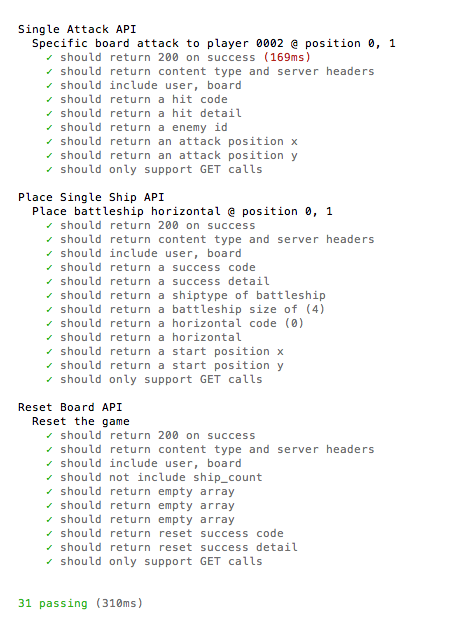 Single Attack API
Specific board attack to player 0002 @ position 0, 1
✓ should return 200 on success (169ms)
✓ should return content type and server headers
✓ should include user, board
✓ should return a hit code
✓ should return a hit detail
✓ should return a enemy id
✓ should return an attack position x
✓ should return an attack position y
✓ should only support GET calls
Place Single Ship API
Place battleship horizontal @ position 0, 1
✓ should return 200 on success
✓ should return content type and server headers
✓ should include user, board
✓ should return a success code
✓ should return a success detail
✓ should return a shiptype of battleship
✓ should return a battleship size of (4)
✓ should return a horizontal code (0)
✓ should return a horizontal
✓ should return a start position x
✓ should return a start position y
✓ should only support GET calls
Reset Board API
Reset the game
✓ should return 200 on success
✓ should return content type and server headers
✓ should include user, board
✓ should not include ship_count
✓ should return empty array
✓ should return empty array
✓ should return empty array
✓ should return reset success code
✓ should return reset success detail
✓ should only support GET calls
31 passing (310ms)